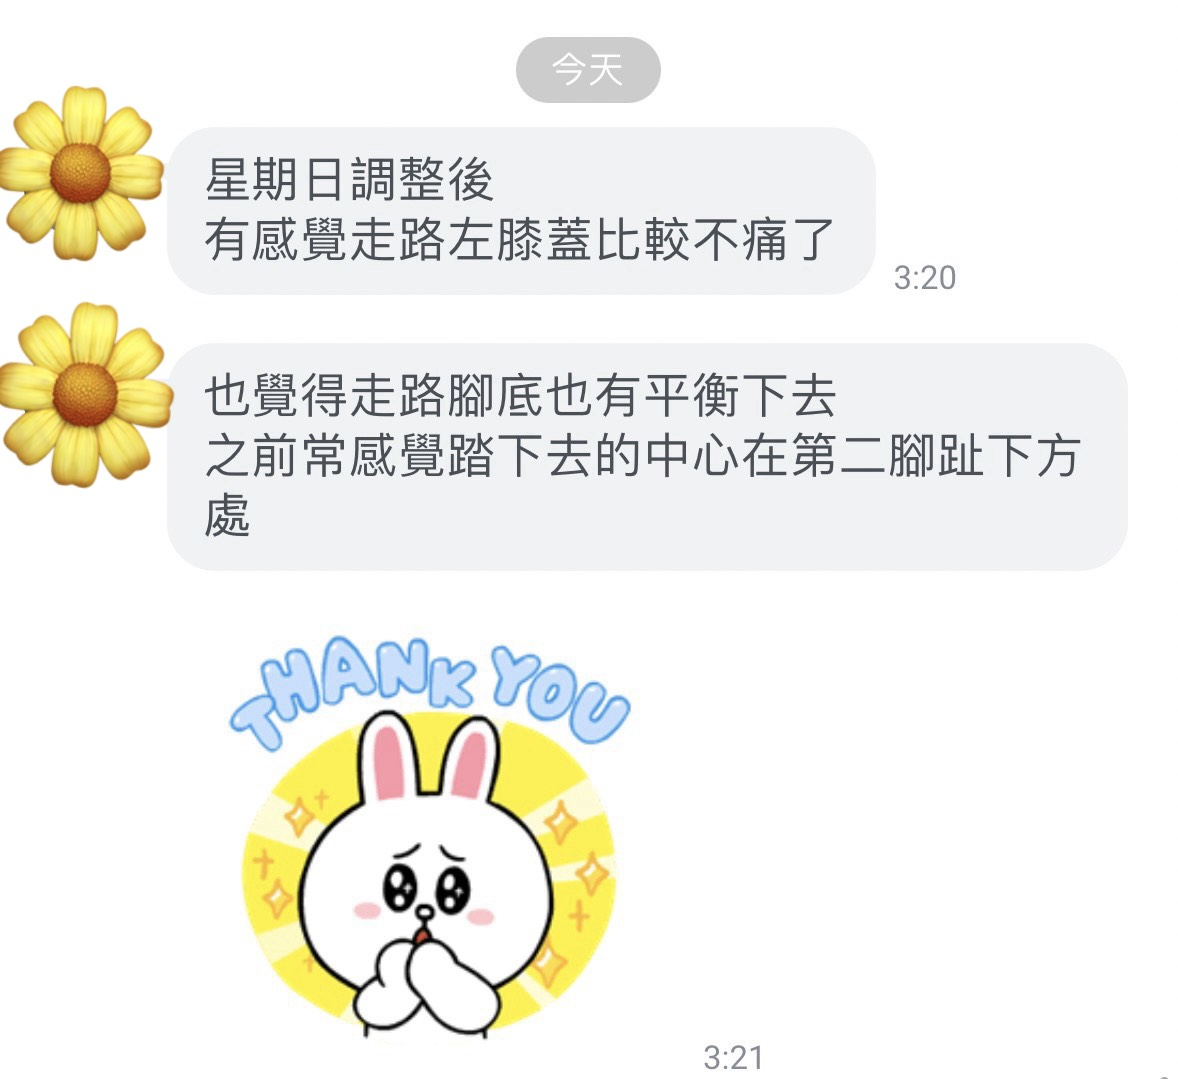 今天
星期日調整後
有感覺走路左膝蓋比較不痛了
3:20
也覺得走路腳底也有平衡下去
之前常感覺踏下去的中心在第二腳趾下方
處
THANK YOU
3:21